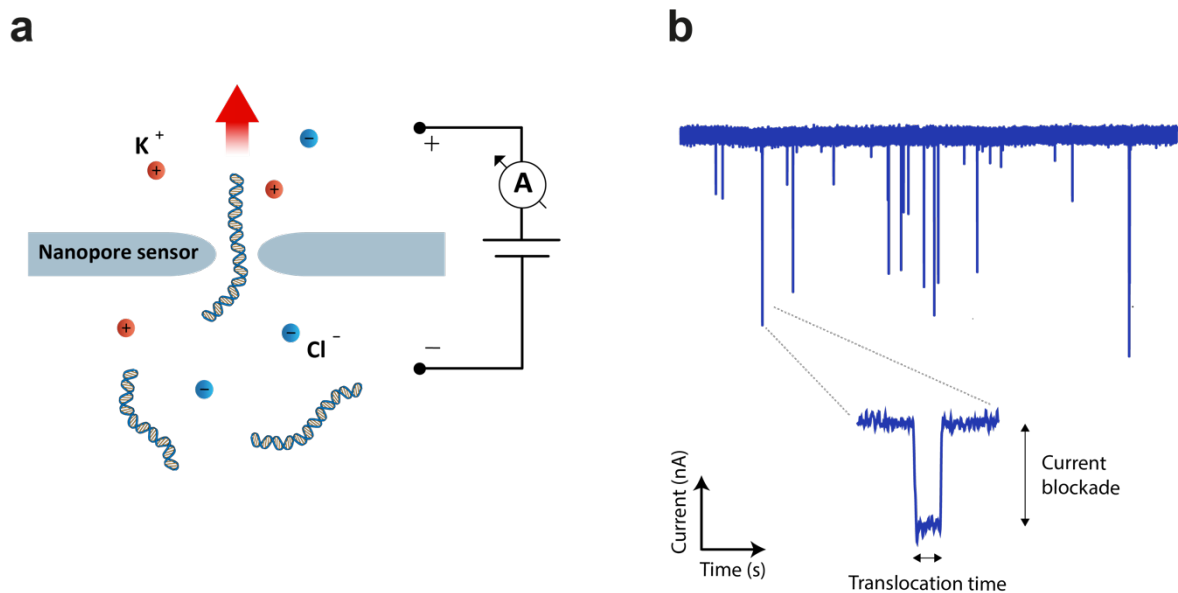 a
b
K +
−
+
+
A
Nanopore sensor
+
−
Cl −
−
−
Current
blockade
Current (nA)
Time (s)
Translocation time